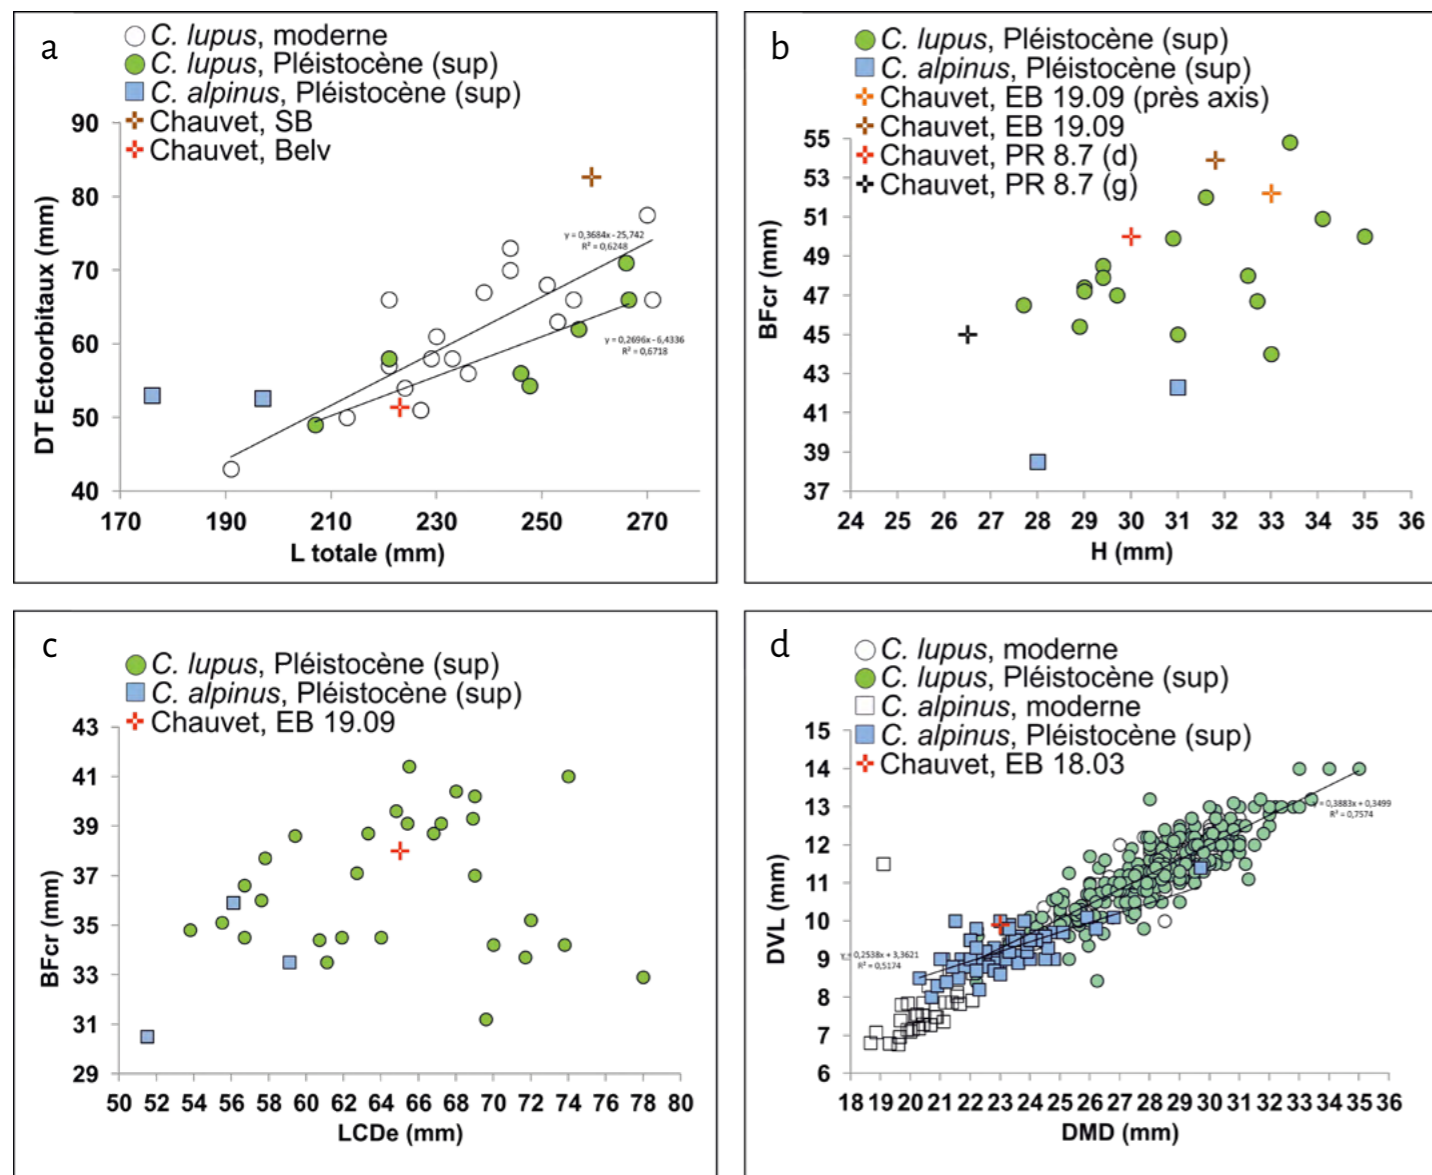 a
C. lupus, moderne
C. lupus, Pléistocène (sup)
C. alpinus, Pléistocène (sup)
Chauvet, SB
Chauvet, Belv
90
80
70
60
50
40
DT Ectoorbitaux (mm)
y = 0,3684x - 25,742
R² = 0,6248
y = 0,2696x - 6,4336
R² = 0,6718
170 190 210 230 250 270
L totale (mm)
b
C. lupus, Pléistocène (sup)
C. alpinus, Pléistocène (sup)
Chauvet, EB 19.09 (près axis)
Chauvet, EB 19.09
Chauvet, PR 8.7 (d)
Chauvet, PR 8.7 (g)
55
53
51
49
47
45
43
41
39
37
BFcr (mm)
24 25 26 27 28 29 30 31 32 33 34 35 36
H (mm)
c
C. lupus, Pléistocène (sup)
C. alpinus, Pléistocène (sup)
Chauvet, EB 19.09
43
41
39
37
35
33
31
29
BFcr (mm)
50 52 54 56 58 60 62 64 66 68 70 72 74 76 78 80
LCDe (mm)
d
C. lupus, moderne
C. lupus, Pléistocène (sup)
C. alpinus, moderne
C. alpinus, Pléistocène (sup)
Chauvet, EB 18.03
15
14
13
12
11
10
9
8
7
6
DVL (mm)
y = 0,3883x + 0,3499
R² = 0,7574
y = 0,2538x + 3,3621
R² = 0,5174
18 19 20 21 22 23 24 25 26 27 28 29 30 31 32 33 34 35 36
DMD (mm)